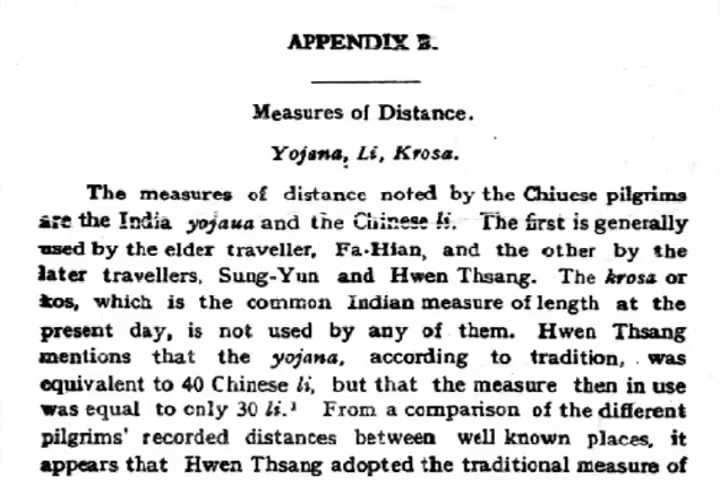 APPENDIX B.
Measures of Distance.
Yojana, Li, Krosa.
The measures of distance noted by the Chiuese pilgrims
are the India yojaua and the Chinese li. The first is generally
used by the elder traveller, Fa-Hian, and the other by the
later travellers, Sung-Yun and Hwen Thsang. The krosa or
kos, which is the common Indian measure of length at the
present day, is not used by any of them. Hwen Thsang
mentions that the yojana, according to tradition, was
equivalent to 40 Chinese li, but that the measure then in use
was equal to only 30 li.¹ From a comparison of the different
pilgrims' recorded distances between well known places, it
appears that Hwen Thsang adopted the traditional measure of